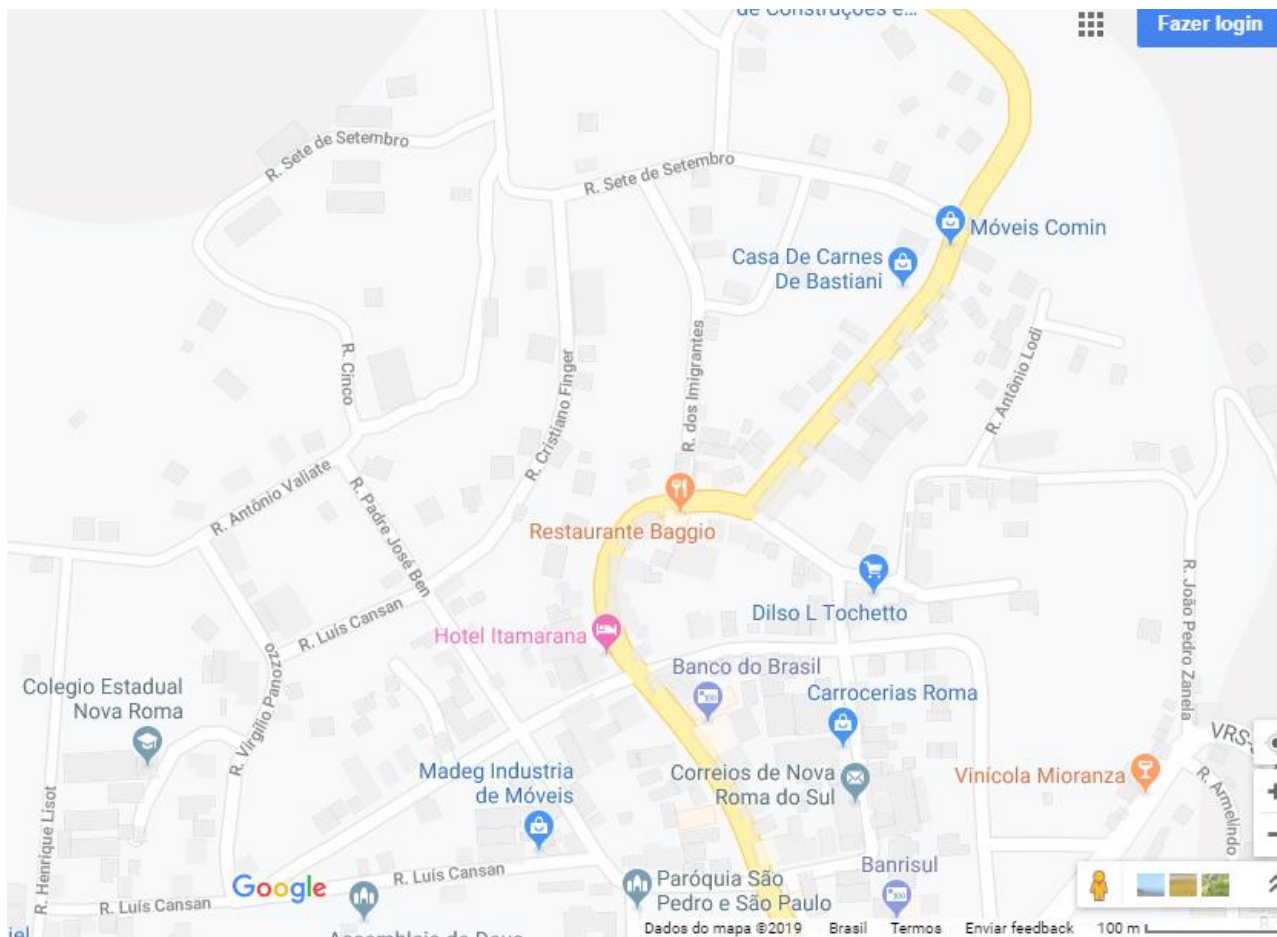 de Construções e...
Fazer login
R. Sete de Setembro
R. Sete de Setembro
Móveis Comin
Casa De Carnes
De Bastiani
R. dos Imigrantes
R. Antônio Lodi
R. Cinco
R. Cristiano Finger
R. Antônio Valiate
R. Padre José Ben
Restaurante Baggio
Dilso L Tochetto
R. João Pedro Zanela
R. Luís Cansan
Hotel Itamarana
R. Virgílio Panozzo
Banco do Brasil
Colegio Estadual
Nova Roma
Carrocerias Roma
VRS-
Madeg Industria
de Móveis
Correios de Nova
Roma do Sul
Vinícola Mioranza
R. Armelindo
R. Henrique Lisot
R. Luís Cansan
Banrisul
Paróquia São
Pedro e São Paulo
Google
R. Luís Cansan
Dados do mapa ©2019 Brasil Termos Enviar feedback 100 m